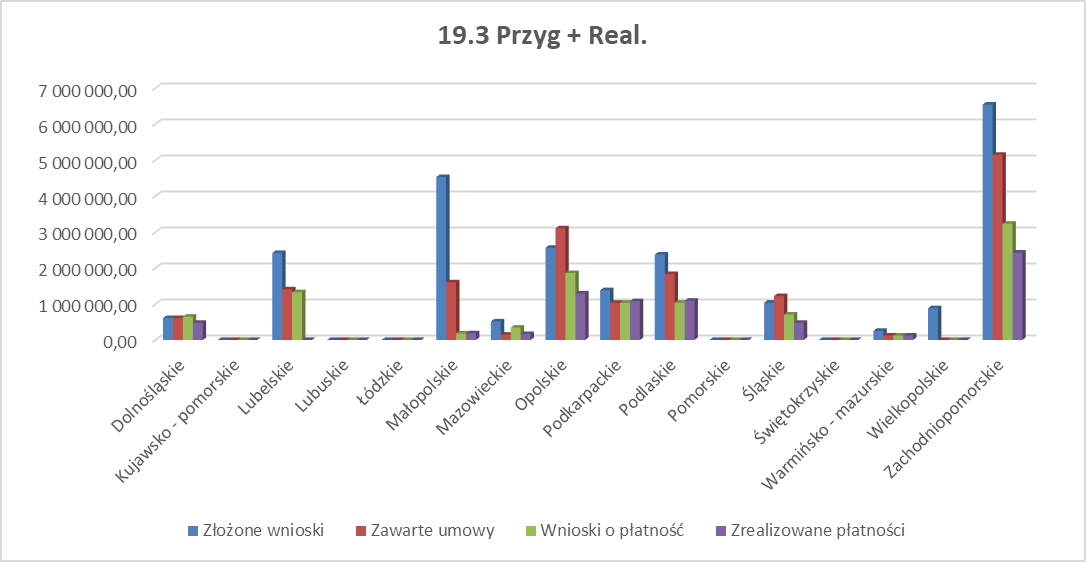 19.3 Przyg + Real.
7 000 000,00
6 000 000,00
5 000 000,00
4 000 000,00
3 000 000,00
2 000 000,00
1 000 000,00
0,00
Dolnośląskie
Kujawsko - pomorskie
Lubelskie
Lubuskie
Łódzkie
Małopolskie
Mazowieckie
Opolskie
Podkarpackie
Podlaskie
Pomorskie
Śląskie
Świętokrzyskie
Warmińsko - mazurskie
Wielkopolskie
Zachodniopomorskie
Złożone wnioski Zawarte umowy Wnioski o płatność Zrealizowane płatności